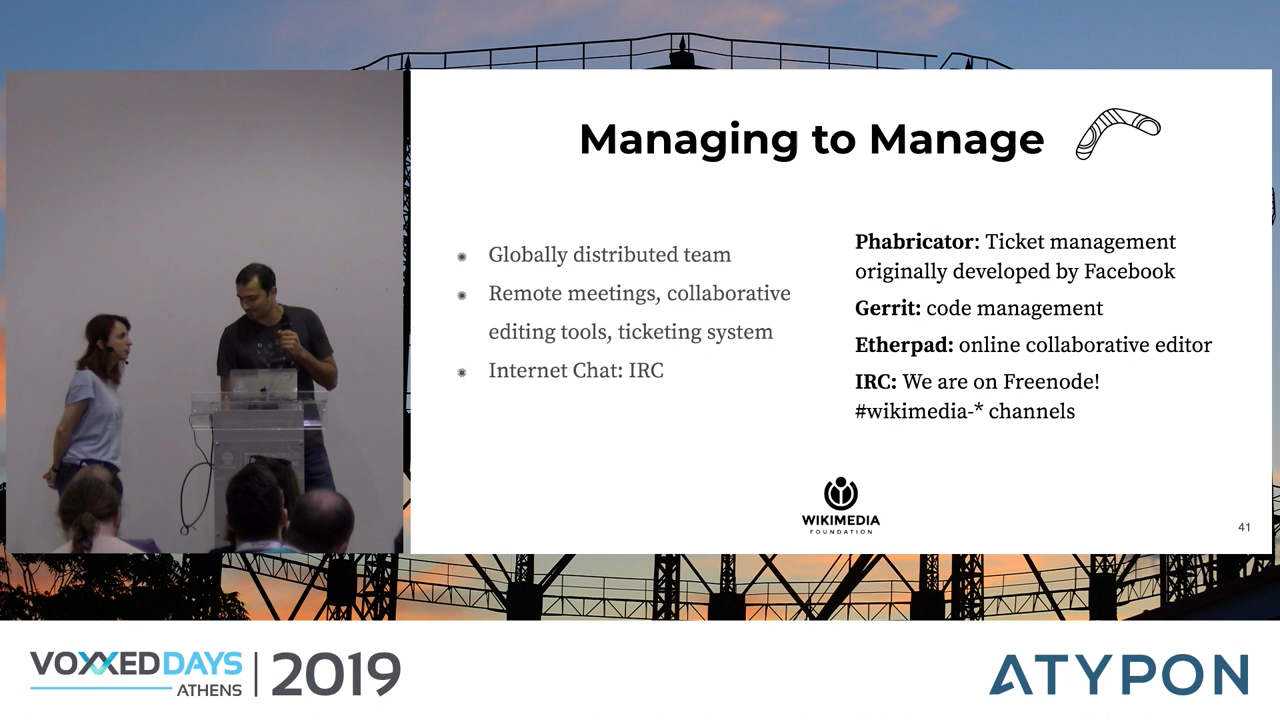 Managing to Manage
Globally distributed team
Remote meetings, collaborative
editing tools, ticketing system
Internet Chat: IRC
Phabricator: Ticket management
originally developed by Facebook
Gerrit: code management
Etherpad: online collaborative editor
IRC: We are on Freenode!
#wikimedia-* channels
WIKIMEDIA
FOUNDATION
41
VOXXED DAYS
ATHENS
2019
ATYPON